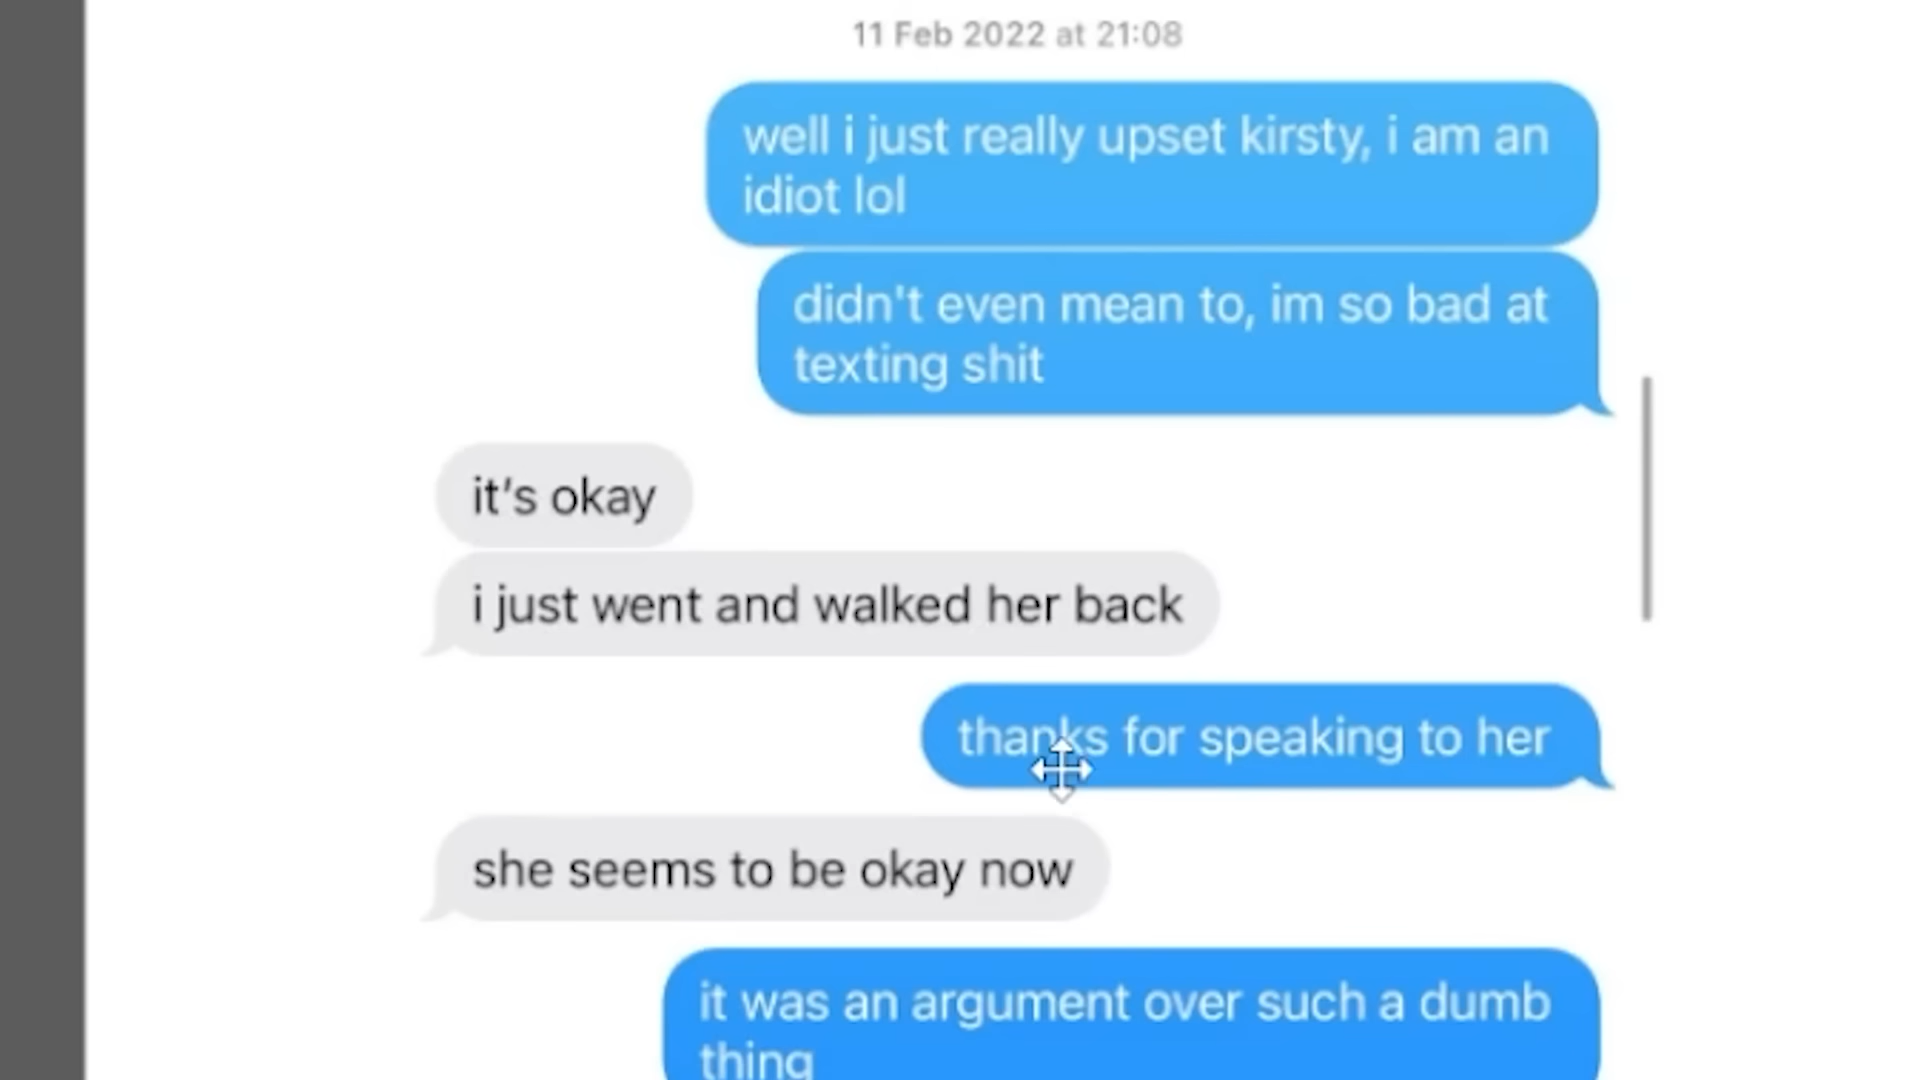 11 Feb 2022 at 21:08
well i just really upset kirsty, i am an
idiot lol
didn't even mean to, im so bad at
texting shit
it’s okay
i just went and walked her back
thanks for speaking to her
she seems to be okay now
it was an argument over such a dumb
thing